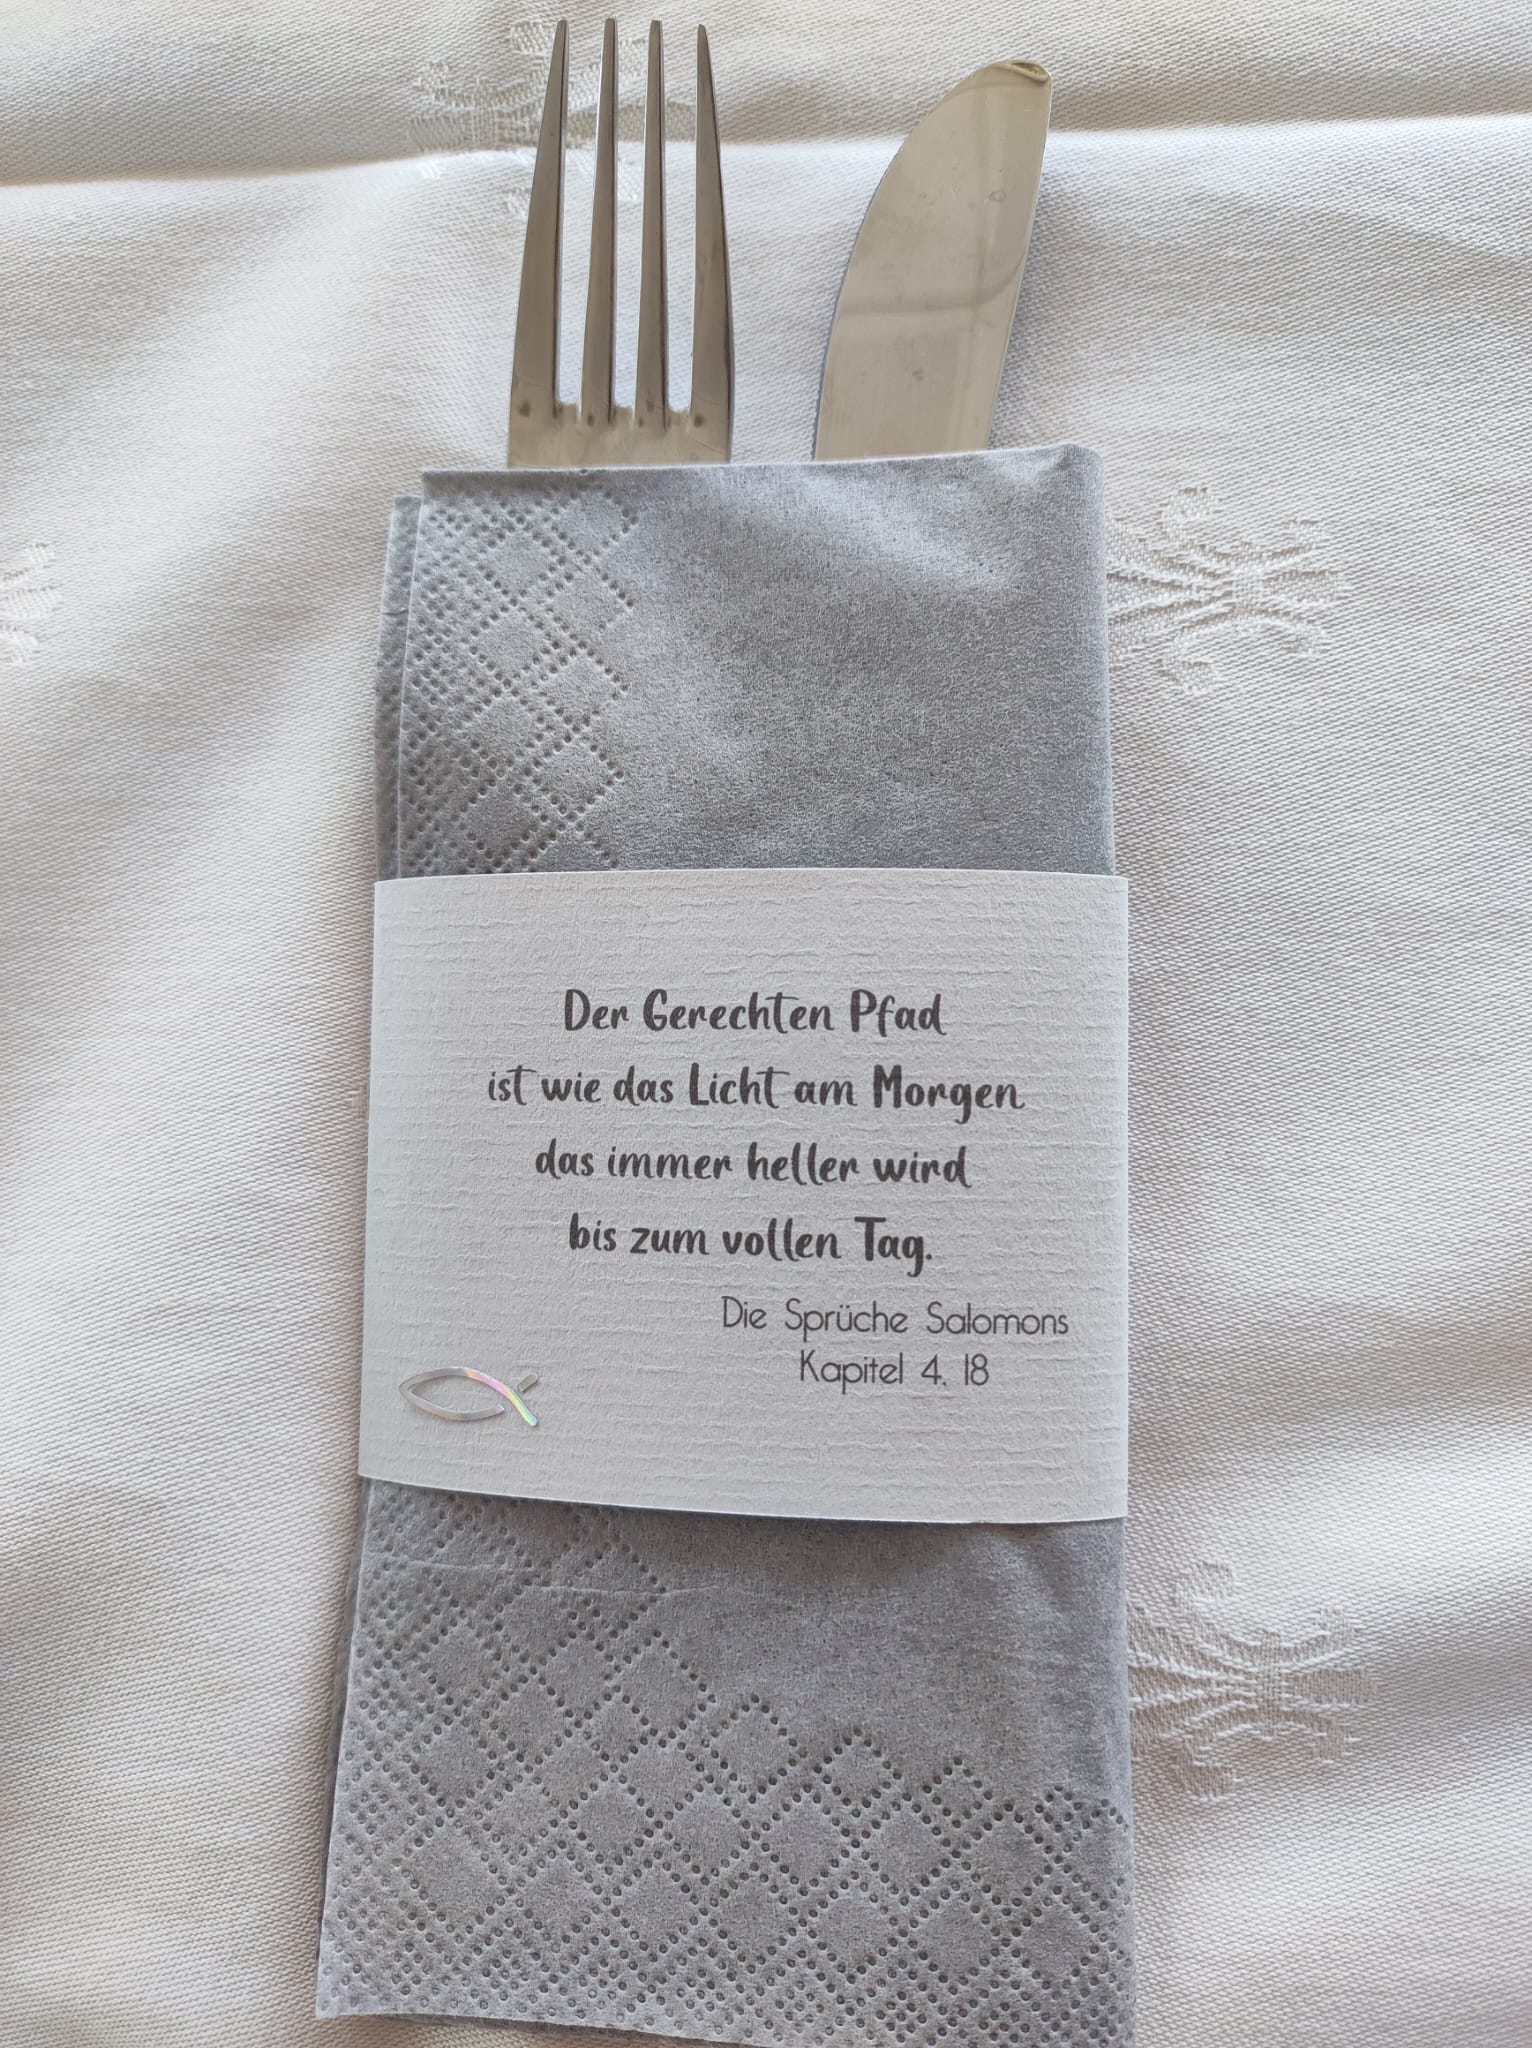 Der Gerechten Pfad
ist wie das Licht am Morgen
das immer heller wird
bis zum vollen Tag.
Die Sprüche Salomons
Kapitel 4, 18